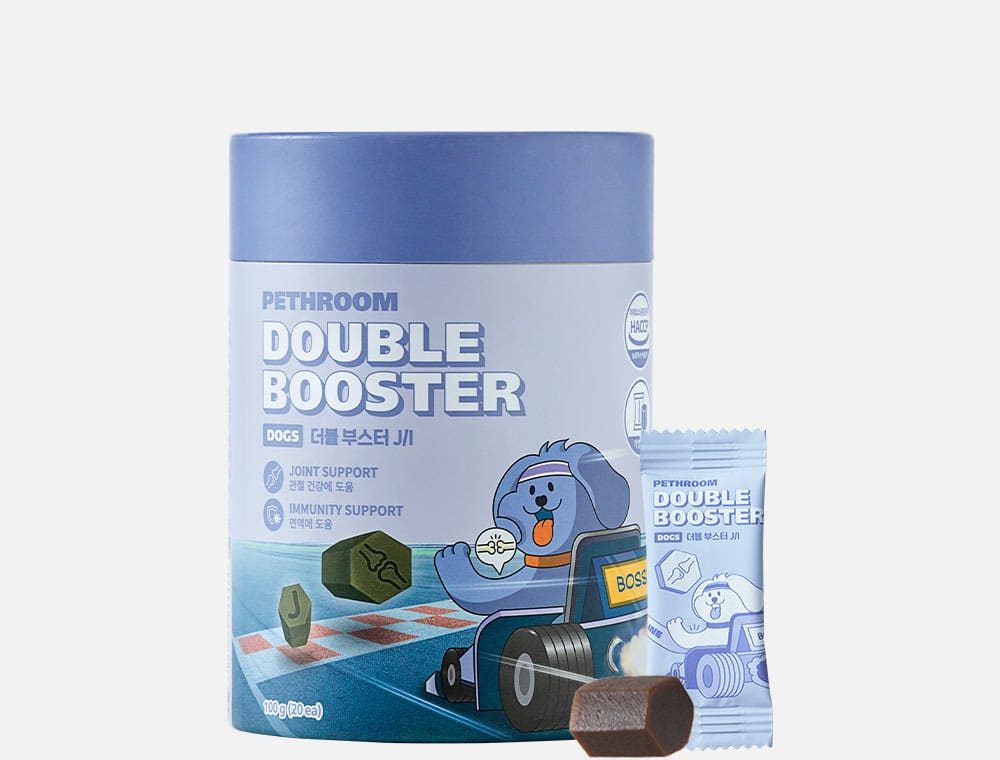 PETHROOM
DOUBLE
BOOSTER
DOGS 더블 부스터 J/I
JOINT SUPPORT
관절 건강에 도움
IMMUNITY SUPPORT
면역에 도움
HACCP
J
BOSS
100 g (20 ea)
PETHROOM
DOUBLE
BOOSTER
DOGS 더블 부스터 J/I